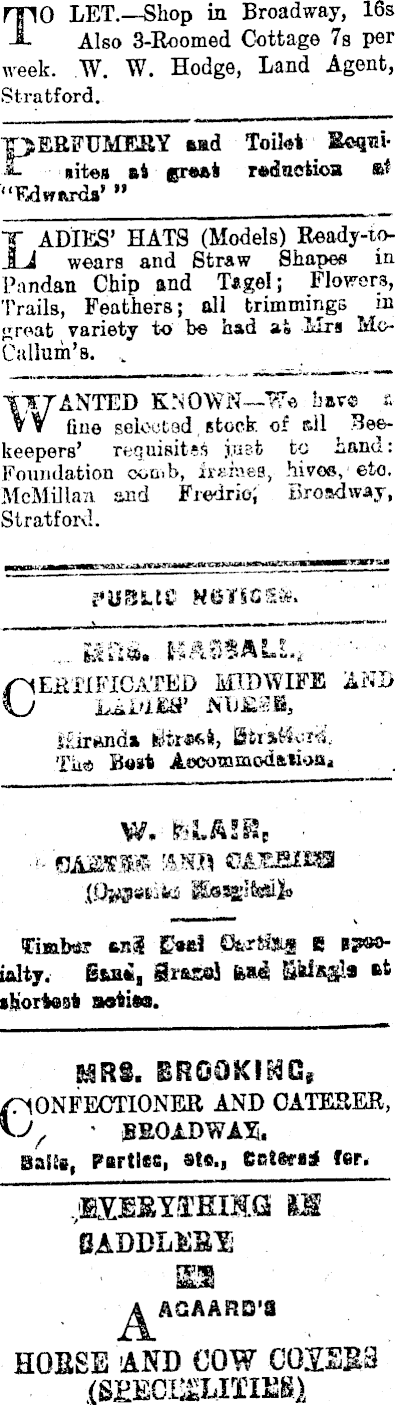 TO LET.—Shop in Broadway, 16s
Also 3-Roomed Cottage 7s per
week. W. W. Hodge, Land Agent,
Stratford.
PERFUMERY and Toilet Requi-
sites at great reduction at
"Edwards' "
LADIES' HATS (Models) Ready-to-
wears and Straw Shapes in
Pandan Chip and Tagel; Flowers,
Trails, Feathers; all trimmings in
great variety to be had at Mrs Mc-
Callum's.
WANTED KNOWN—We have a
fine selected stock of all Bee-
keepers' requisites just to hand:
Foundation comb, frames, hives, etc.
McMillan and Fredric, Broadway,
Stratford.
PUBLIC NOTICES.
MRS. HASSALL,
CERTIFICATED MIDWIFE AND
LADIES' NURSE,
Miranda Street, Stratford.
The Best Accommodation.
W. BLAIR,
CARTER AND CARRIER
(Opposite Hospital).
Timber and Coal Carting a spec-
ialty. Sand, Gravel and Shingle at
shortest notice.
MRS. BROOKING,
CONFECTIONER AND CATERER,
BROADWAY.
Balls, Parties, etc., Catered for.
EVERYTHING IN
SADDLERY
AAGAARD'S
HORSE AND COW COVERS
(SPECIALITIES)